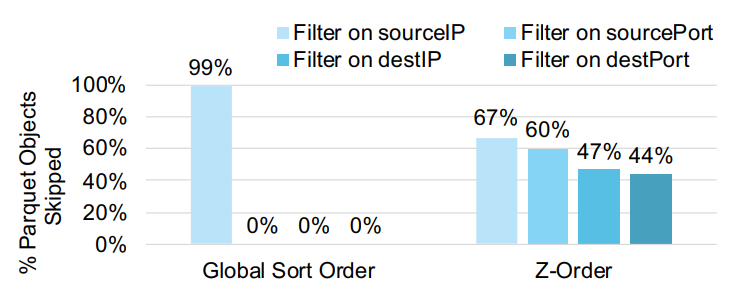 Filter on sourceIP
Filter on sourcePort
Filter on destIP
Filter on destPort
% Parquet Objects
Skipped
100%
80%
60%
40%
20%
0%
99%
0%
0%
0%
67%
60%
47%
44%
Global Sort Order
Z-Order